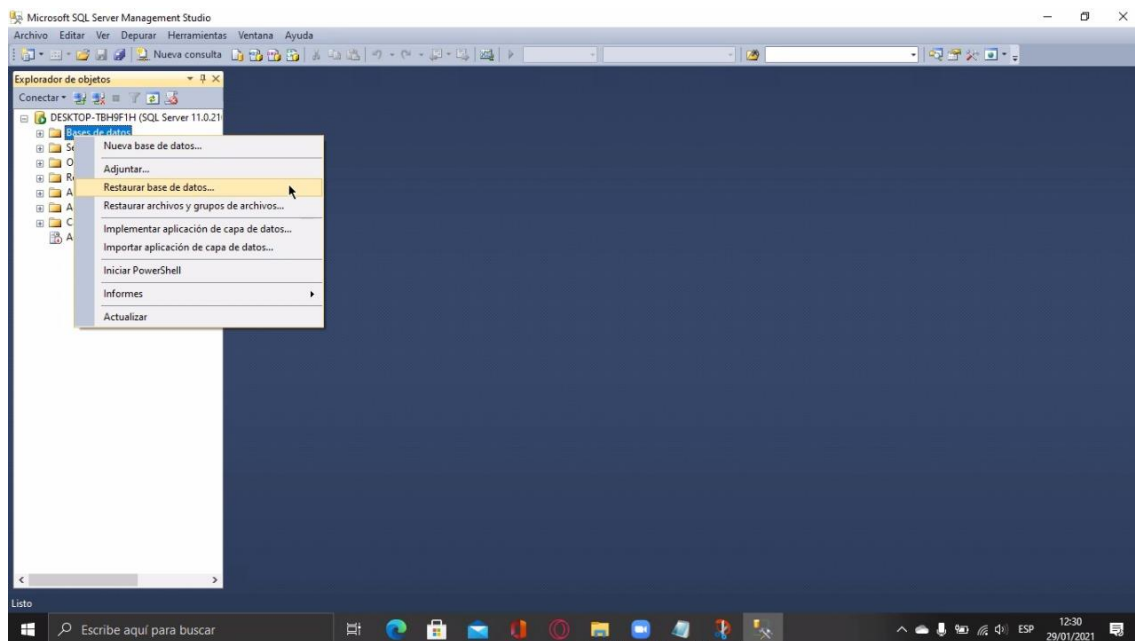 Microsoft SQL Server Management Studio
Archivo Editar Ver Depurar Herramientas Ventana Ayuda
Nueva consulta
Explorador de objetos
Conectar
DESKTOP-TBH9F1H (SQL Server 11.0.21
Bases de datos
Se
O
Re
A
A
C
A
Nueva base de datos...
Adjuntar...
Restaurar base de datos...
Restaurar archivos y grupos de archivos...
Implementar aplicación de capa de datos...
Importar aplicación de capa de datos...
Iniciar PowerShell
Informes
Actualizar
Listo
Escribe aquí para buscar
ESP
12:30
29/01/2021